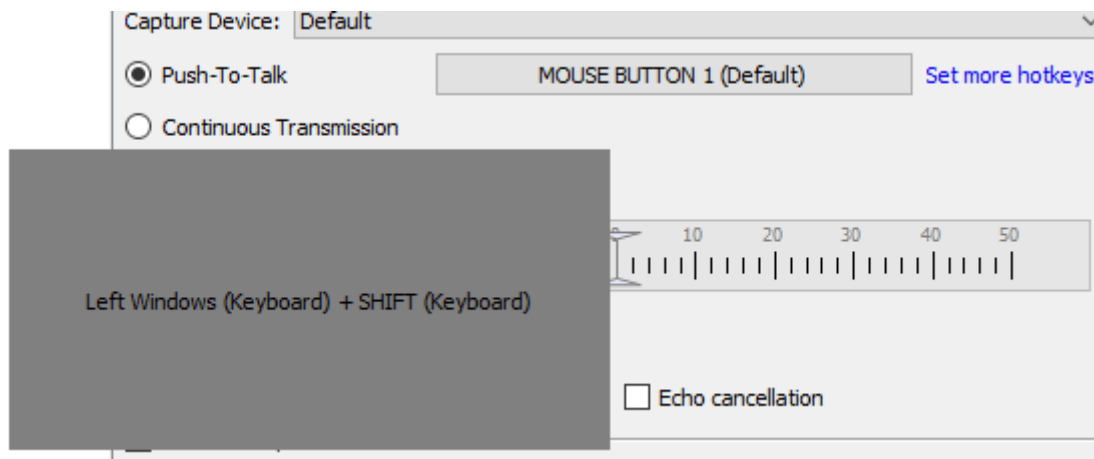 Capture Device: Default
Push-To-Talk MOUSE BUTTON 1 (Default) Set more hotkeys
Continuous Transmission
10 20 30 40 50
Left Windows (Keyboard) + SHIFT (Keyboard)
Echo cancellation